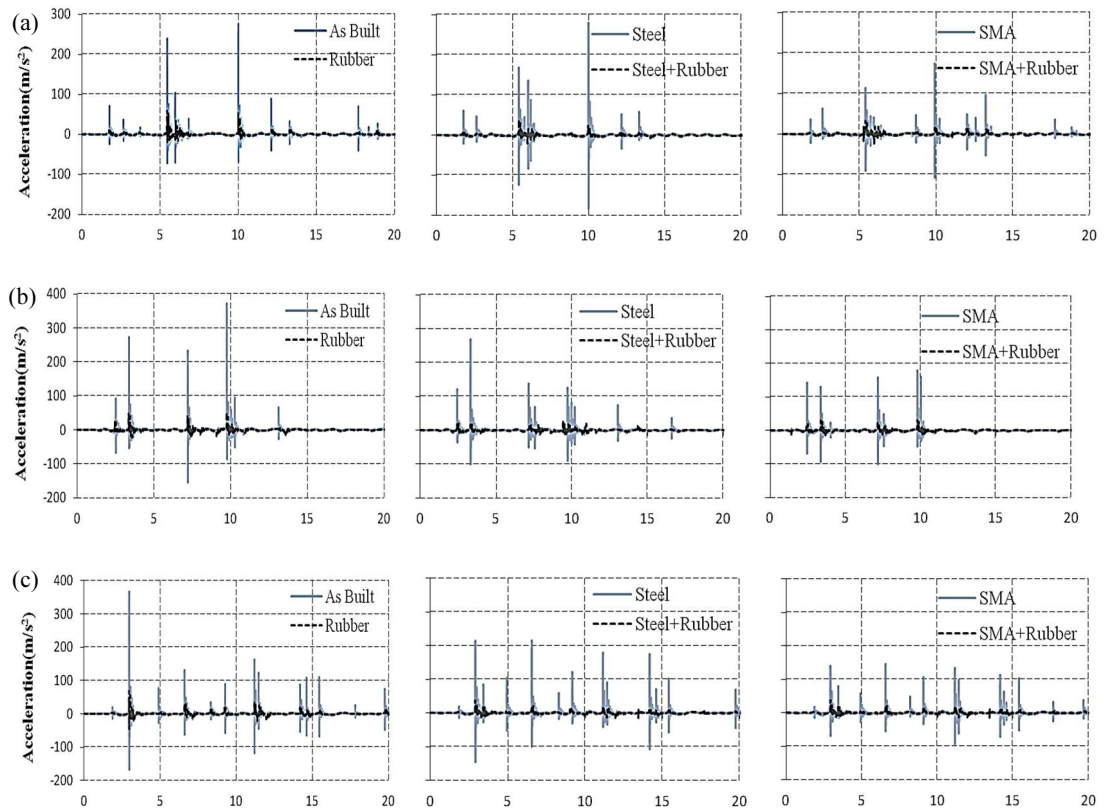 (a)
Acceleration(m/s²)
300
200
100
0
-100
-200
As Built
Rubber
0 5 10 15 20
Steel
Steel+Rubber
0 5 10 15 20
SMA
SMA+Rubber
0 5 10 15 20
(b)
Acceleration(m/s²)
400
300
200
100
0
-100
-200
As Built
Rubber
0 5 10 15 20
Steel
Steel+Rubber
0 5 10 15 20
SMA
SMA+Rubber
0 5 10 15 20
(c)
Acceleration(m/s²)
400
300
200
100
0
-100
-200
As Built
Rubber
0 5 10 15 20
Steel
Steel+Rubber
0 5 10 15 20
SMA
SMA+Rubber
0 5 10 15 20